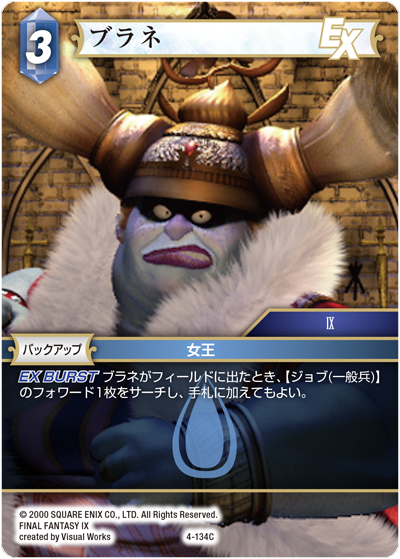 3
ブラネ
EX
IX
バックアップ
女王
EX BURST ブラネがフィールドに出たとき、【ジョブ(一般兵)】
のフォワード1枚をサーチし、手札に加えてもよい。
© 2000 SQUARE ENIX CO., LTD. All Rights Reserved.
FINAL FANTASY IX
created by Visual Works
4-134C